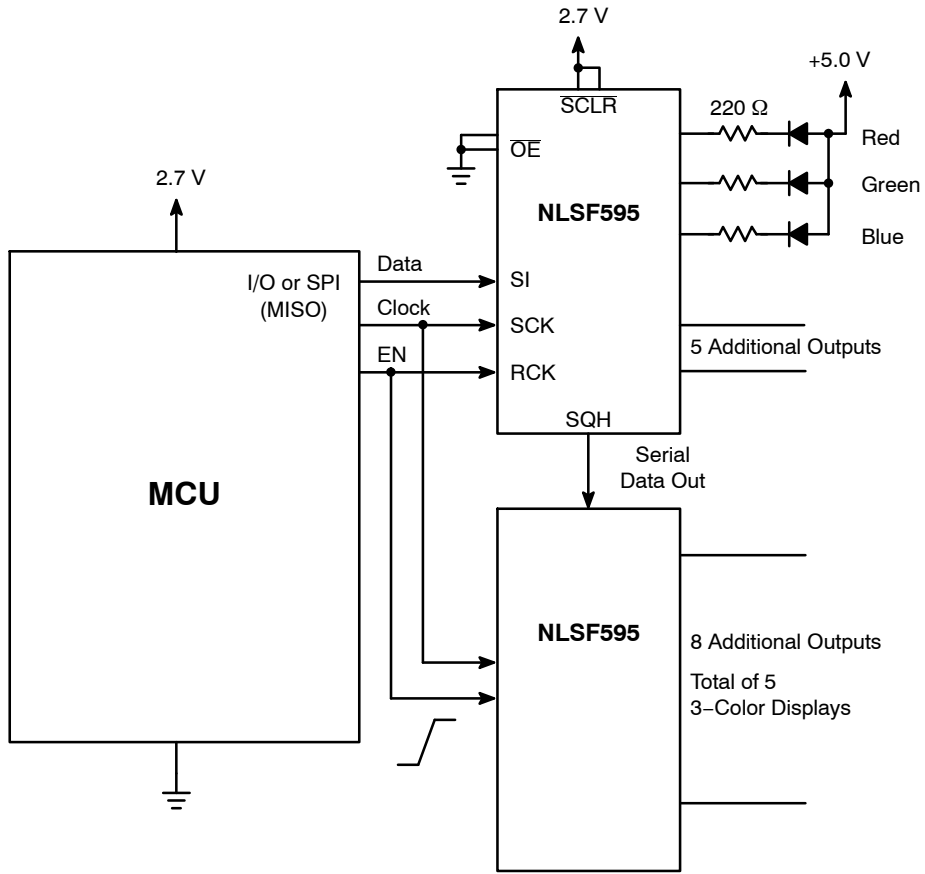 2.7 V
+5.0 V
SCLR
220 Ω
Red
OE
Green
2.7 V
NLSF595
Blue
I/O or SPI
(MISO)
Data
SI
Clock
SCK
5 Additional Outputs
EN
RCK
SQH
Serial
Data Out
MCU
NLSF595
8 Additional Outputs
Total of 5
3−Color Displays